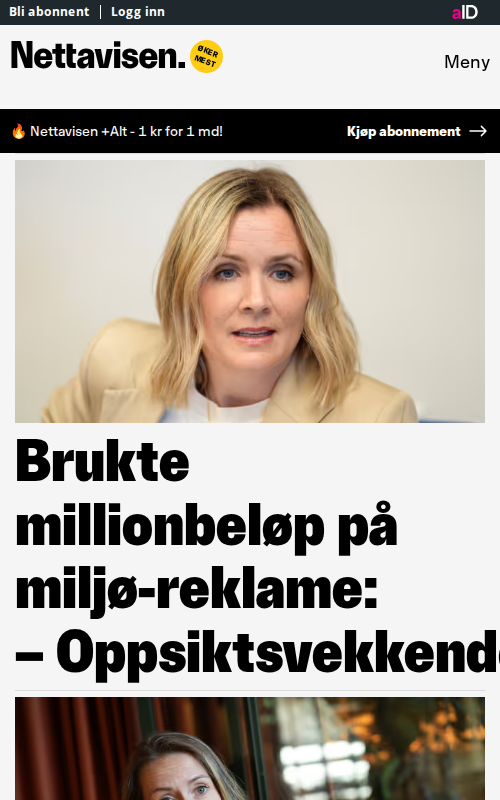 Bli abonnent | Logg inn
aID
Nettavisen.
ØKER
MEST
Meny
🔥 Nettavisen +Alt - 1 kr for 1 md!
Kjøp abonnement →
Brukte
millionbeløp på
miljø-reklame:
– Oppsiktsvekkend